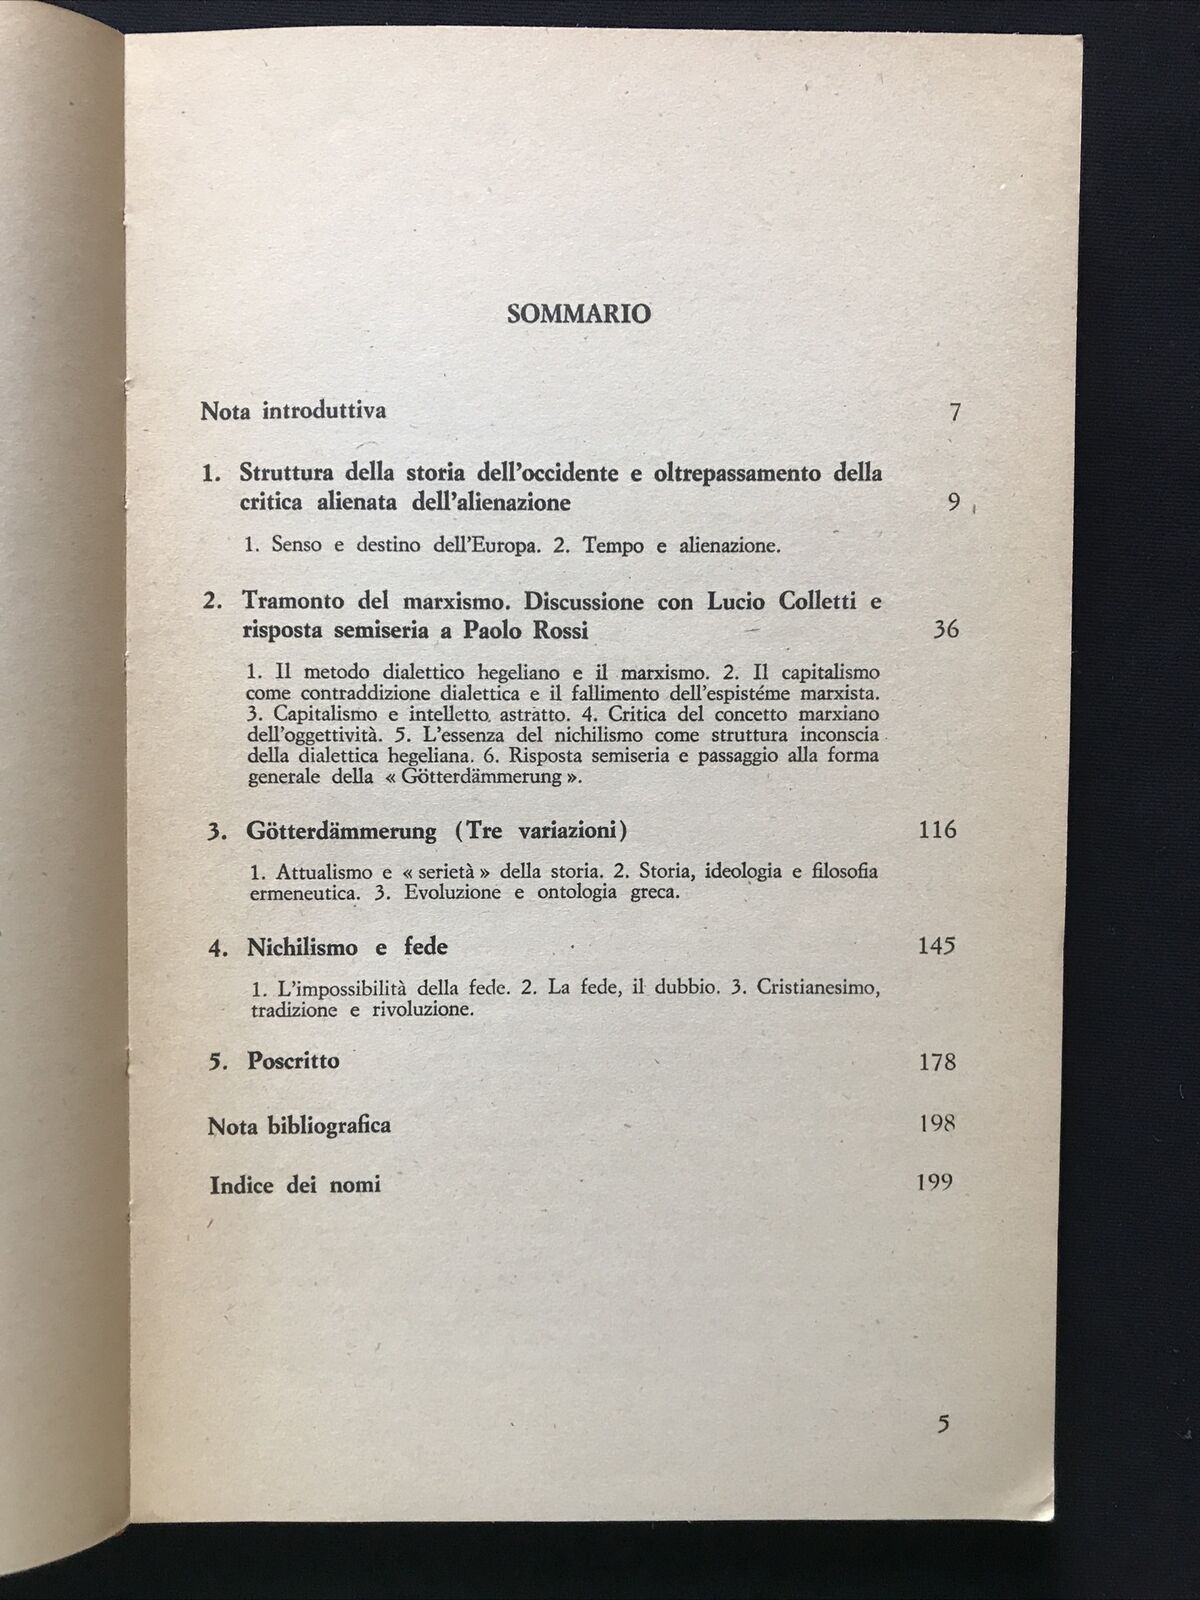 SOMMARIO
Nota introduttiva 7
1. Struttura della storia dell'occidente e oltrepassamento della
critica alienata dell'alienazione 9
1. Senso e destino dell'Europa. 2. Tempo e alienazione.
2. Tramonto del marxismo. Discussione con Lucio Colletti e
risposta semiseria a Paolo Rossi 36
1. Il metodo dialettico hegeliano e il marxismo. 2. Il capitalismo
come contraddizione dialettica e il fallimento dell'espistéme marxista.
3. Capitalismo e intelletto astratto. 4. Critica del concetto marxiano
dell'oggettività. 5. L'essenza del nichilismo come struttura inconscia
della dialettica hegeliana. 6. Risposta semiseria e passaggio alla forma
generale della « Götterdämmerung ».
3. Götterdämmerung (Tre variazioni) 116
1. Attualismo e « serietà » della storia. 2. Storia, ideologia e filosofia
ermeneutica. 3. Evoluzione e ontologia greca.
4. Nichilismo e fede 145
1. L'impossibilità della fede. 2. La fede, il dubbio. 3. Cristianesimo,
tradizione e rivoluzione.
5. Poscritto 178
Nota bibliografica 198
Indice dei nomi 199
5